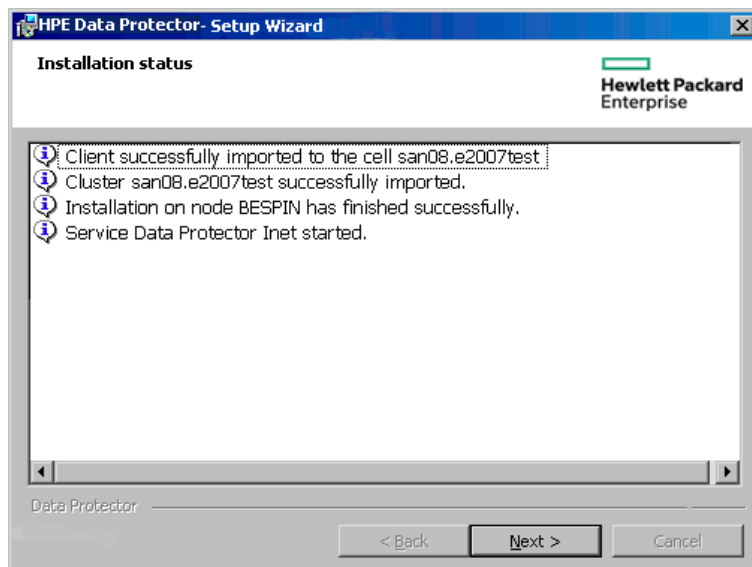 HPE Data Protector- Setup Wizard
Installation status
Hewlett Packard
Enterprise
Client successfully imported to the cell san08.e2007test
Cluster san08.e2007test successfully imported.
Installation on node BESPIN has finished successfully.
Service Data Protector Inet started.
Data Protector
< Back
Next >
Cancel